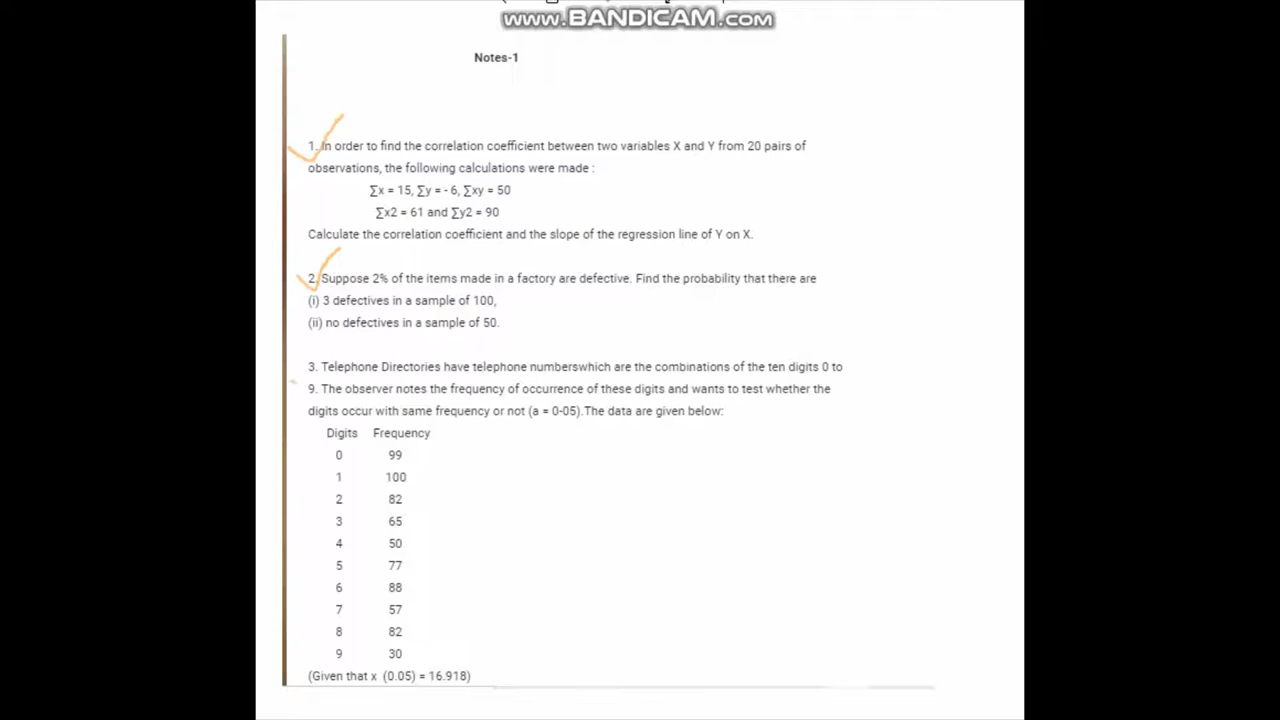 WWW.BANDICAM.COM
Notes-1
1. In order to find the correlation coefficient between two variables X and Y from 20 pairs of
observations, the following calculations were made :
∑x = 15, ∑y = - 6, ∑xy = 50
∑x2 = 61 and ∑y2 = 90
Calculate the correlation coefficient and the slope of the regression line of Y on X.
2. Suppose 2% of the items made in a factory are defective. Find the probability that there are
(i) 3 defectives in a sample of 100,
(ii) no defectives in a sample of 50.
3. Telephone Directories have telephone numberswhich are the combinations of the ten digits 0 to
9. The observer notes the frequency of occurrence of these digits and wants to test whether the
digits occur with same frequency or not (a = 0-05).The data are given below:
Digits Frequency
0 99
1 100
2 82
3 65
4 50
5 77
6 88
7 57
8 82
9 30
(Given that x (0.05) = 16.918)